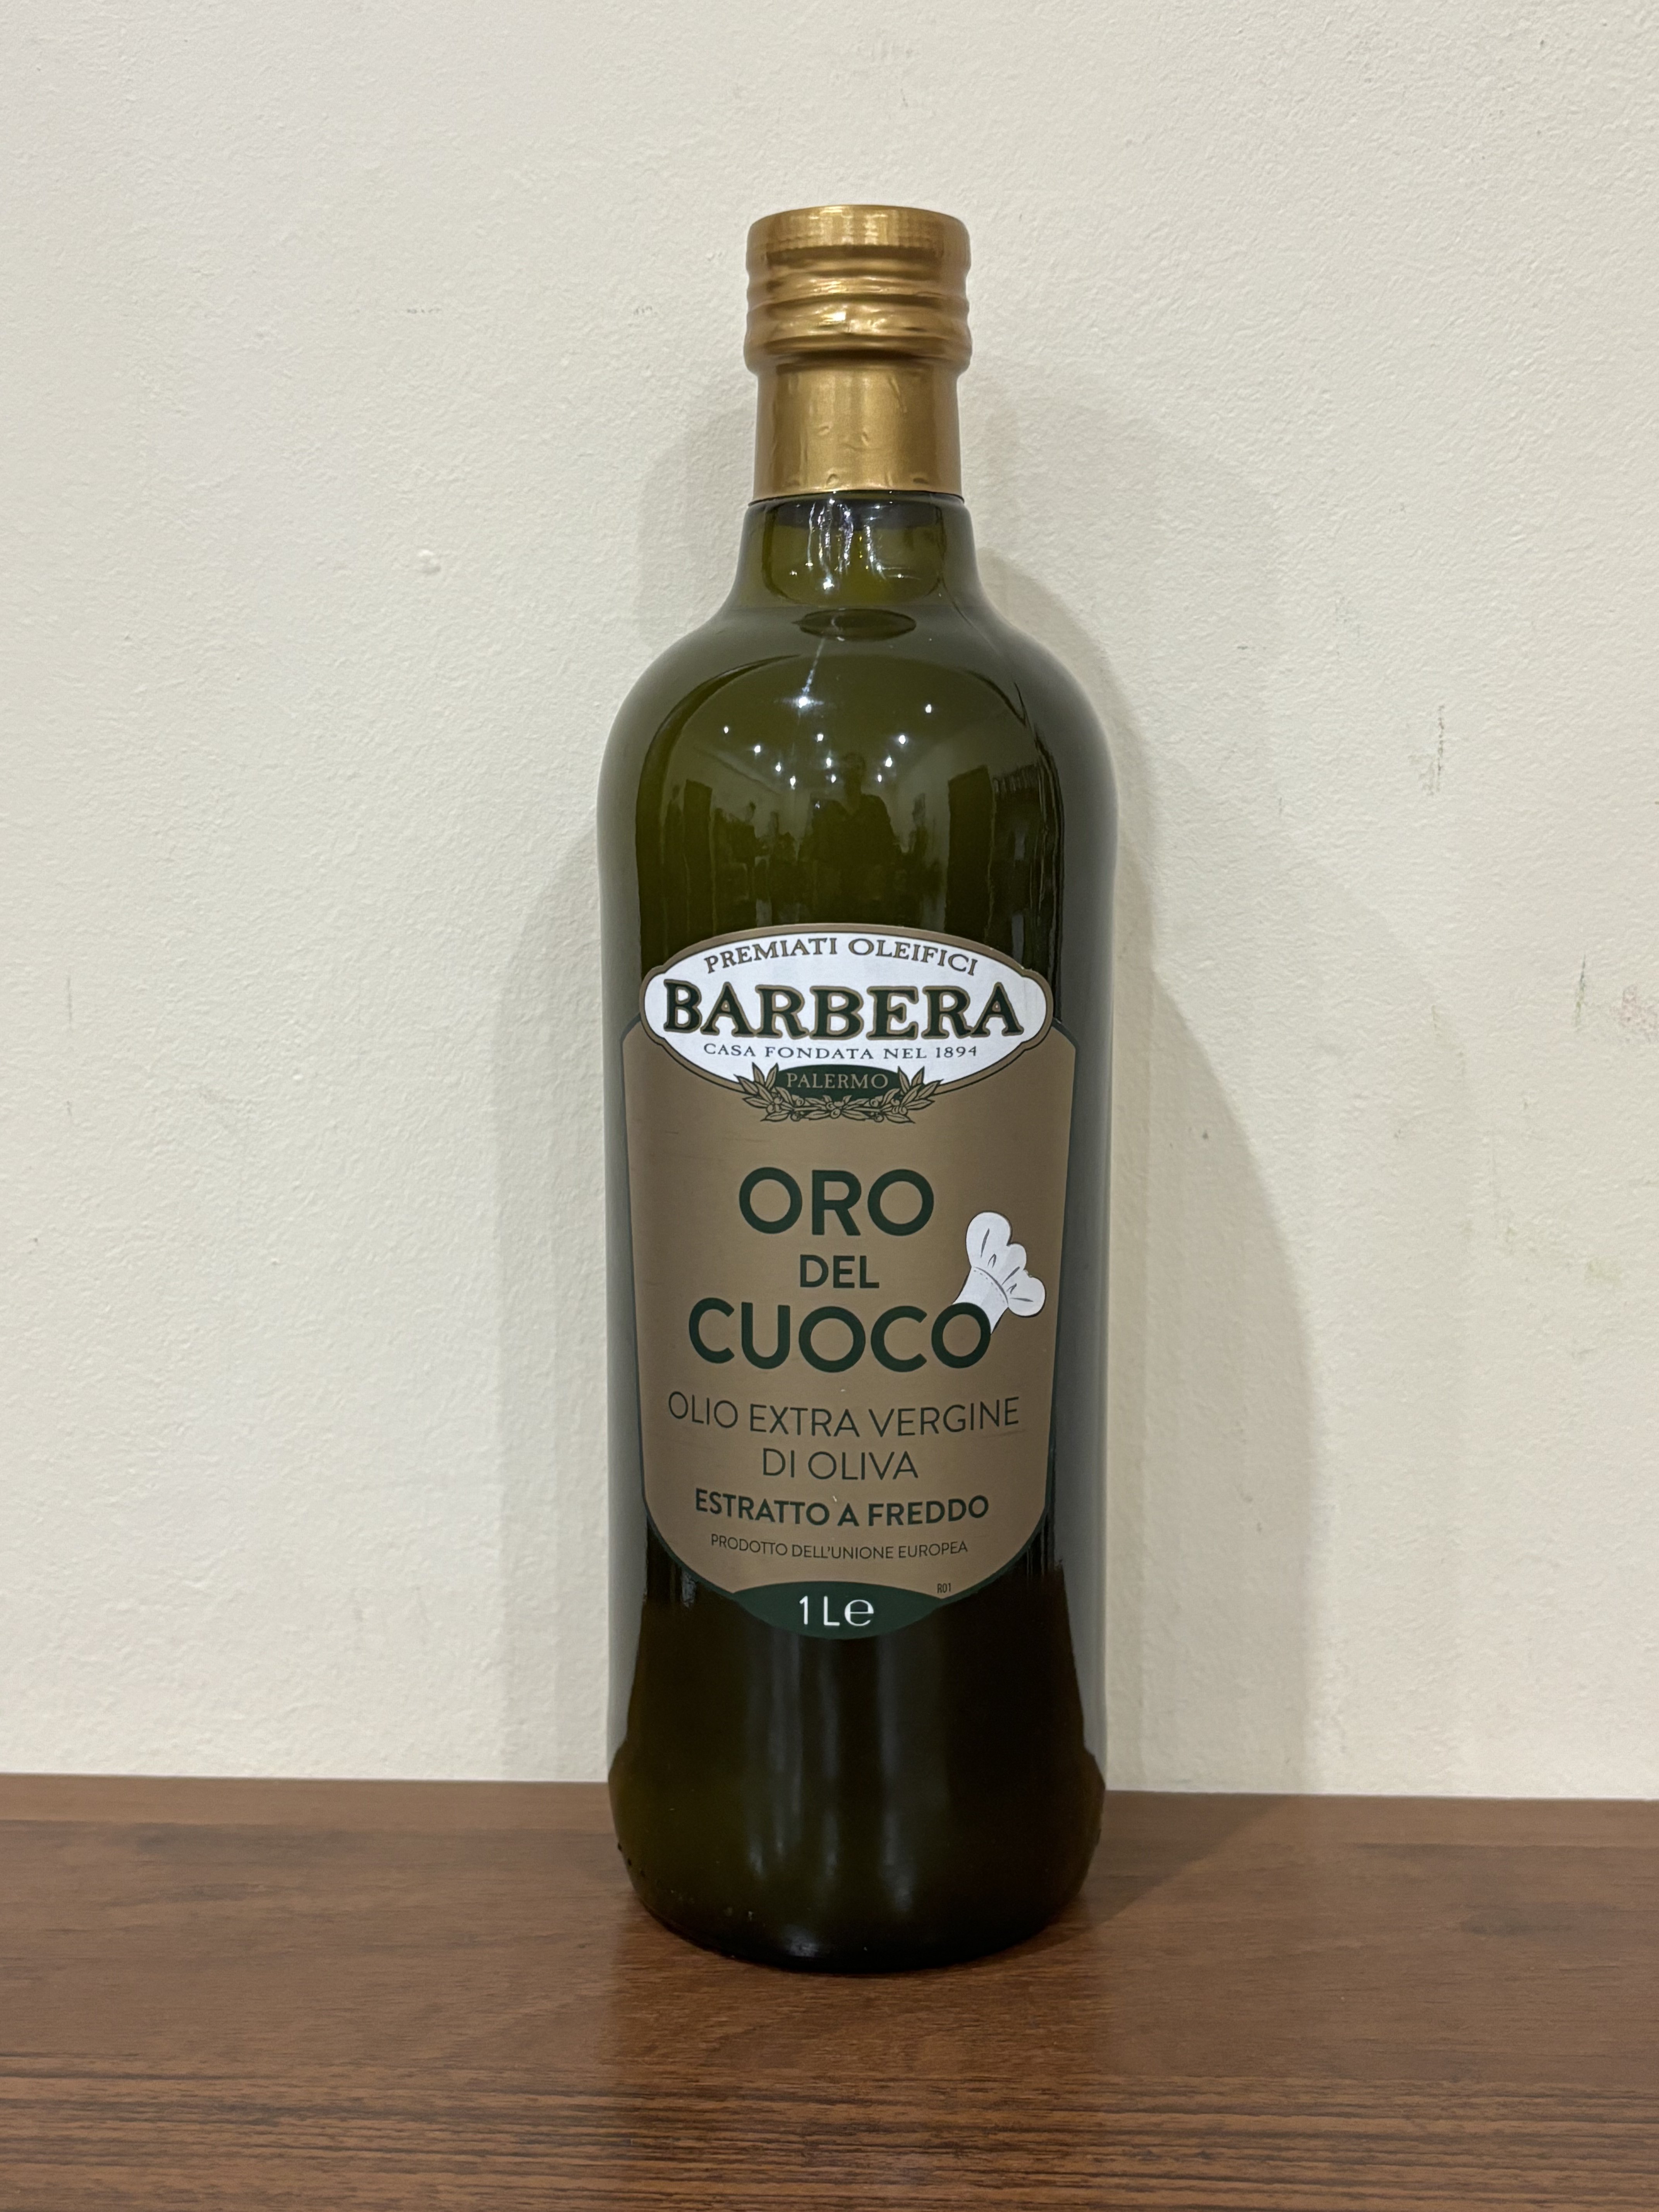 PREMIATI OLEIFICI
BARBERA
CASA FONDATA NEL 1894
PALERMO
ORO
DEL
CUOCO
OLIO EXTRA VERGINE
DI OLIVA
ESTRATTO A FREDDO
PRODOTTO DELL'UNIONE EUROPEA
R01
1 L℮